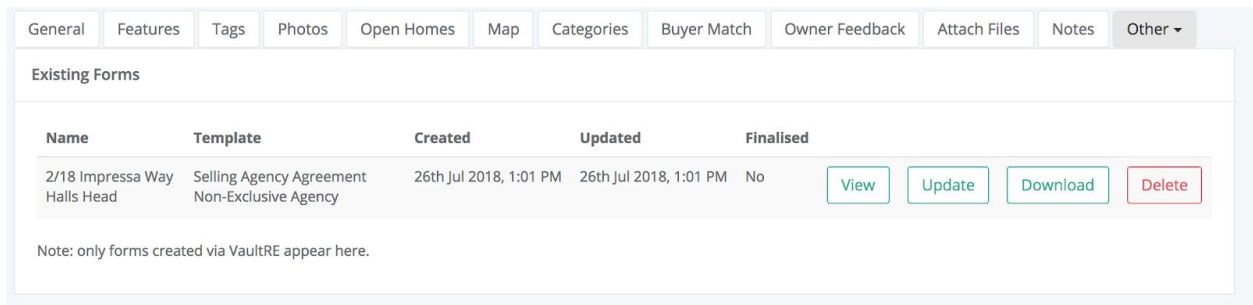 General Features Tags Photos Open Homes Map Categories Buyer Match Owner Feedback Attach Files Notes Other
Existing Forms
Name Template Created Updated Finalised
2/18 Impressa Way Selling Agency Agreement 26th Jul 2018, 1:01 PM 26th Jul 2018, 1:01 PM No View Update Download Delete
Halls Head Non-Exclusive Agency
Note: only forms created via VaultRE appear here.